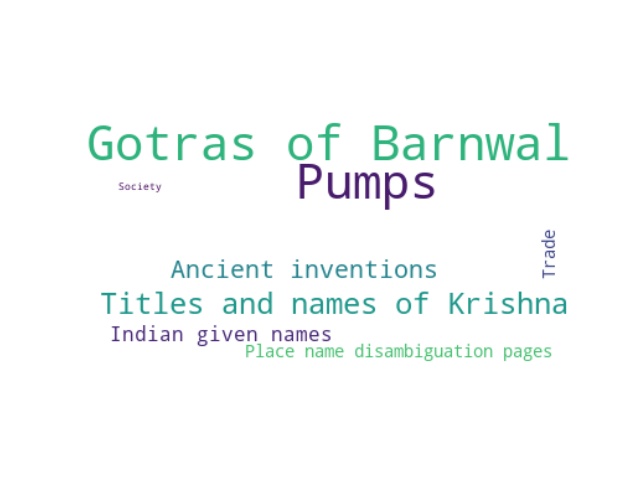 Gotras of Barnwal
Pumps
Society
Trade
Ancient inventions
Titles and names of Krishna
Indian given names
Place name disambiguation pages